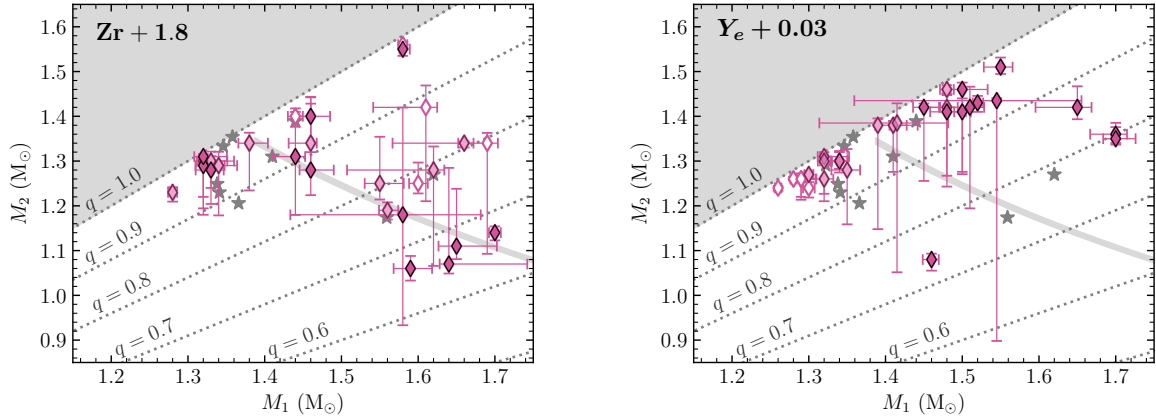 Zr + 1.8
1.6
1.5
1.4
1.3
1.2
1.1
1.0
0.9
M₂ (M⊙)
q = 1.0
q = 0.9
q = 0.8
q = 0.7
q = 0.6
1.2 1.3 1.4 1.5 1.6 1.7
M₁ (M⊙)
Yₑ + 0.03
1.6
1.5
1.4
1.3
1.2
1.1
1.0
0.9
M₂ (M⊙)
q = 1.0
q = 0.9
q = 0.8
q = 0.7
q = 0.6
1.2 1.3 1.4 1.5 1.6 1.7
M₁ (M⊙)